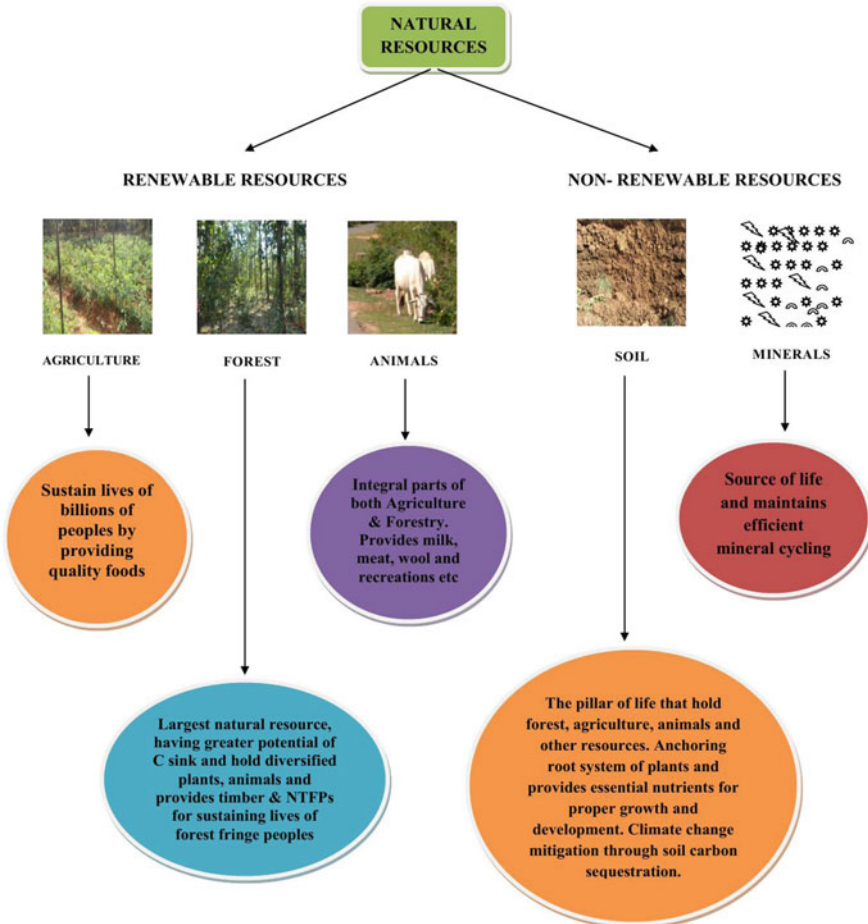 NATURAL
RESOURCES
RENEWABLE RESOURCES
NON- RENEWABLE RESOURCES
AGRICULTURE
FOREST
ANIMALS
SOIL
MINERALS
Sustain lives of
billions of
peoples by
providing
quality foods
Integral parts of
both Agriculture
& Forestry.
Provides milk,
meat, wool and
recreations etc
Source of life
and maintains
efficient
mineral cycling
Largest natural resource,
having greater potential of
C sink and hold diversified
plants, animals and
provides timber & NTFPs
for sustaining lives of
forest fringe peoples
The pillar of life that hold
forest, agriculture, animals and
other resources. Anchoring
root system of plants and
provides essential nutrients for
proper growth and
development. Climate change
mitigation through soil carbon
sequestration.